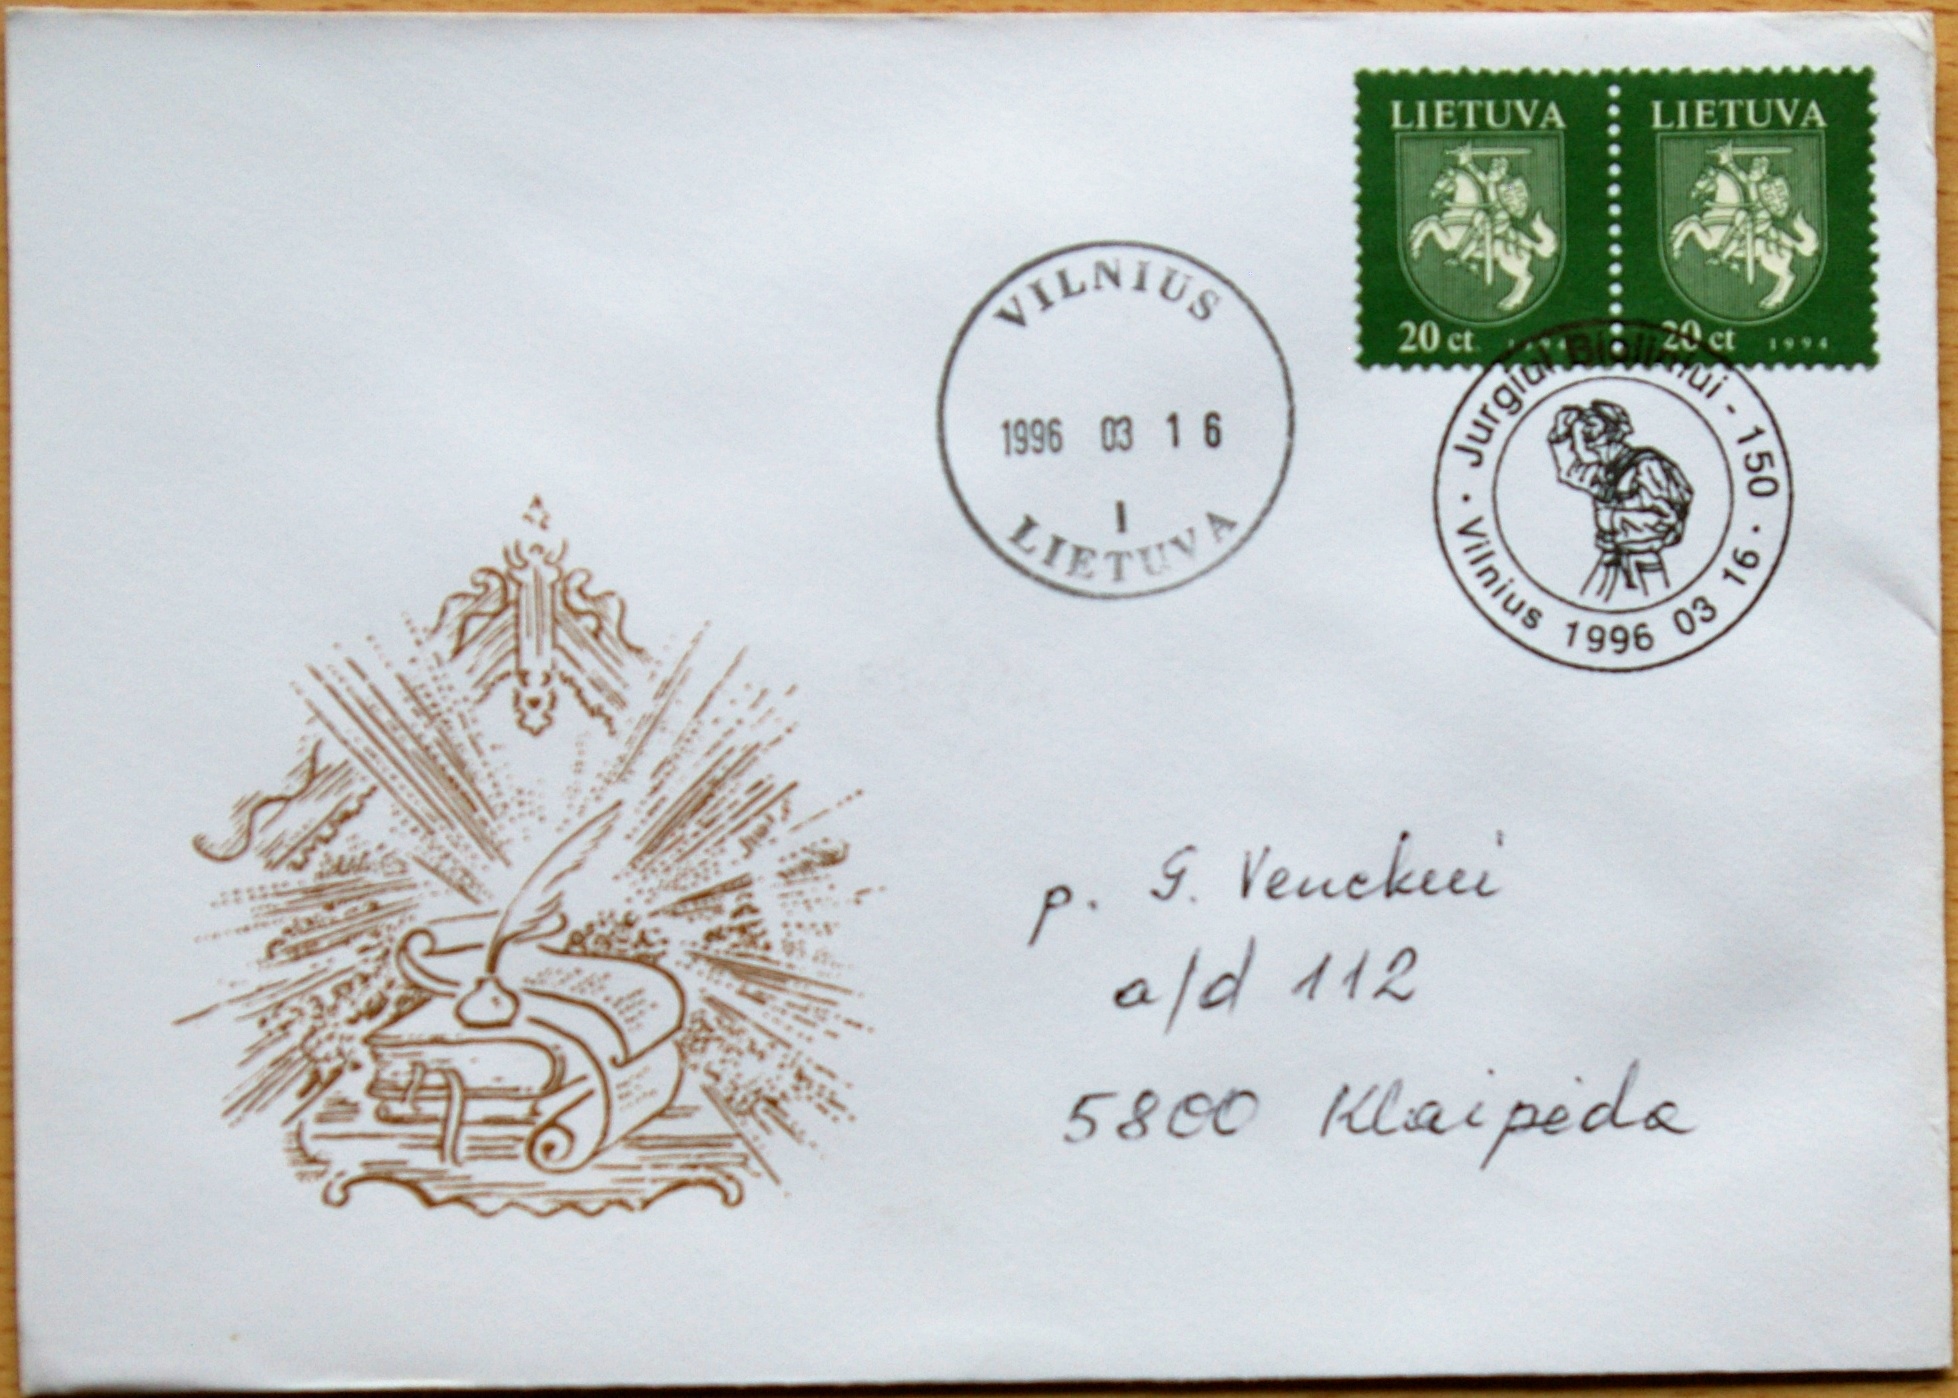 LIETUVA
20 ct 1994
LIETUVA
20 ct 1994
VILNIUS
1996 03 16
1
LIETUVA
Jurgiui Bieliniui - 150
Vilnius 1996 03 16
p. G. Venckui
a/d 112
5800 Klaipėda